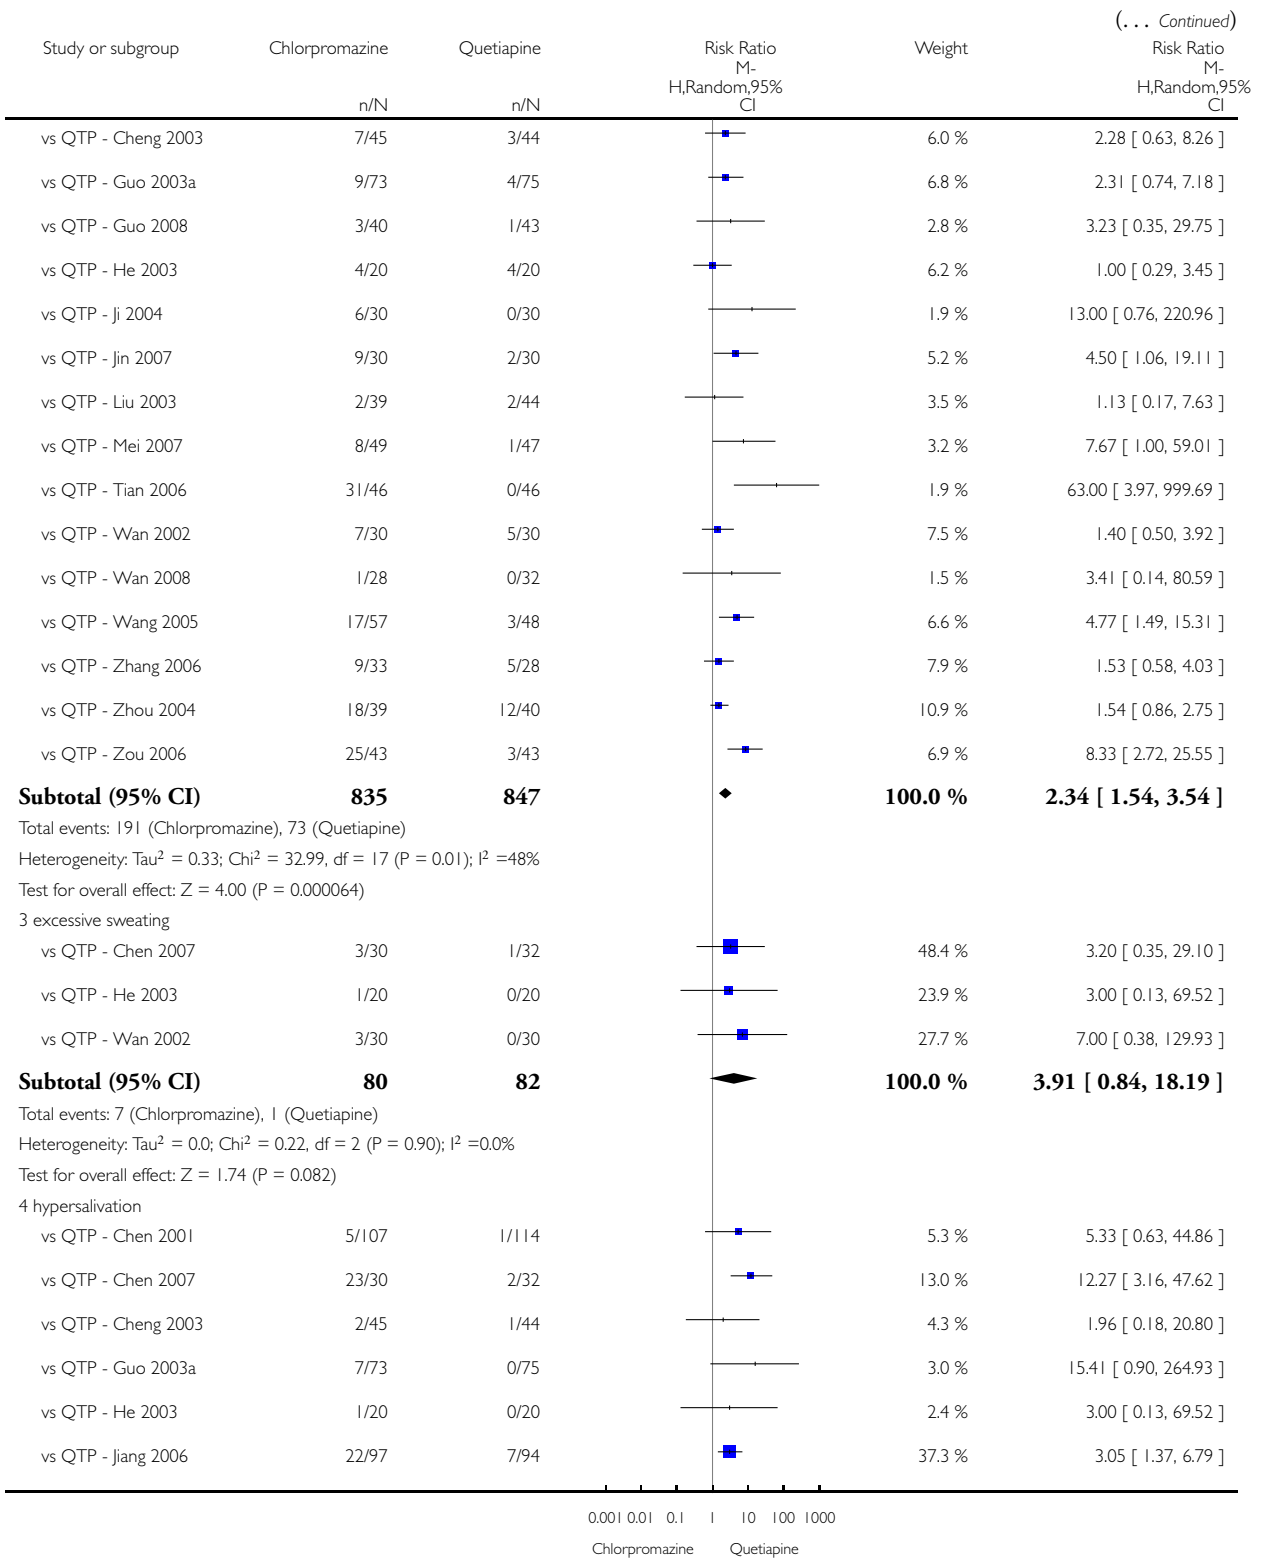 (... Continued)
Study or subgroup Chlorpromazine Quetiapine Risk Ratio Weight Risk Ratio
M- M-
H,Random,95% H,Random,95%
n/N n/N CI CI
vs QTP - Cheng 2003 7/45 3/44 6.0 % 2.28 [ 0.63, 8.26 ]
vs QTP - Guo 2003a 9/73 4/75 6.8 % 2.31 [ 0.74, 7.18 ]
vs QTP - Guo 2008 3/40 1/43 2.8 % 3.23 [ 0.35, 29.75 ]
vs QTP - He 2003 4/20 4/20 6.2 % 1.00 [ 0.29, 3.45 ]
vs QTP - Ji 2004 6/30 0/30 1.9 % 13.00 [ 0.76, 220.96 ]
vs QTP - Jin 2007 9/30 2/30 5.2 % 4.50 [ 1.06, 19.11 ]
vs QTP - Liu 2003 2/39 2/44 3.5 % 1.13 [ 0.17, 7.63 ]
vs QTP - Mei 2007 8/49 1/47 3.2 % 7.67 [ 1.00, 59.01 ]
vs QTP - Tian 2006 31/46 0/46 1.9 % 63.00 [ 3.97, 999.69 ]
vs QTP - Wan 2002 7/30 5/30 7.5 % 1.40 [ 0.50, 3.92 ]
vs QTP - Wan 2008 1/28 0/32 1.5 % 3.41 [ 0.14, 80.59 ]
vs QTP - Wang 2005 17/57 3/48 6.6 % 4.77 [ 1.49, 15.31 ]
vs QTP - Zhang 2006 9/33 5/28 7.9 % 1.53 [ 0.58, 4.03 ]
vs QTP - Zhou 2004 18/39 12/40 10.9 % 1.54 [ 0.86, 2.75 ]
vs QTP - Zou 2006 25/43 3/43 6.9 % 8.33 [ 2.72, 25.55 ]
Subtotal (95% CI) 835 847 100.0 % 2.34 [ 1.54, 3.54 ]
Total events: 191 (Chlorpromazine), 73 (Quetiapine)
Heterogeneity: Tau² = 0.33; Chi² = 32.99, df = 17 (P = 0.01); I² =48%
Test for overall effect: Z = 4.00 (P = 0.000064)
3 excessive sweating
vs QTP - Chen 2007 3/30 1/32 48.4 % 3.20 [ 0.35, 29.10 ]
vs QTP - He 2003 1/20 0/20 23.9 % 3.00 [ 0.13, 69.52 ]
vs QTP - Wan 2002 3/30 0/30 27.7 % 7.00 [ 0.38, 129.93 ]
Subtotal (95% CI) 80 82 100.0 % 3.91 [ 0.84, 18.19 ]
Total events: 7 (Chlorpromazine), 1 (Quetiapine)
Heterogeneity: Tau² = 0.0; Chi² = 0.22, df = 2 (P = 0.90); I² =0.0%
Test for overall effect: Z = 1.74 (P = 0.082)
4 hypersalivation
vs QTP - Chen 2001 5/107 1/114 5.3 % 5.33 [ 0.63, 44.86 ]
vs QTP - Chen 2007 23/30 2/32 13.0 % 12.27 [ 3.16, 47.62 ]
vs QTP - Cheng 2003 2/45 1/44 4.3 % 1.96 [ 0.18, 20.80 ]
vs QTP - Guo 2003a 7/73 0/75 3.0 % 15.41 [ 0.90, 264.93 ]
vs QTP - He 2003 1/20 0/20 2.4 % 3.00 [ 0.13, 69.52 ]
vs QTP - Jiang 2006 22/97 7/94 37.3 % 3.05 [ 1.37, 6.79 ]
0.001 0.01 0.1 1 10 100 1000
Chlorpromazine Quetiapine